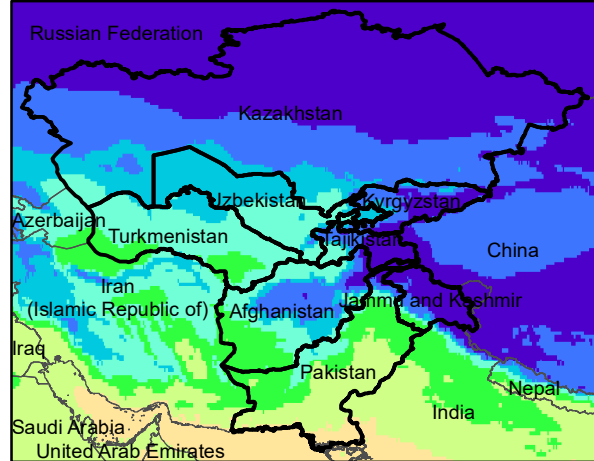 Russian Federation
Kazakhstan
Uzbekistan
Kyrgyzstan
Azerbaijan
Turkmenistan
Tajikistan
China
Iran
(Islamic Republic of)
Afghanistan
Jammu and Kashmir
Iraq
Pakistan
Nepal
India
Saudi Arabia
United Arab Emirates